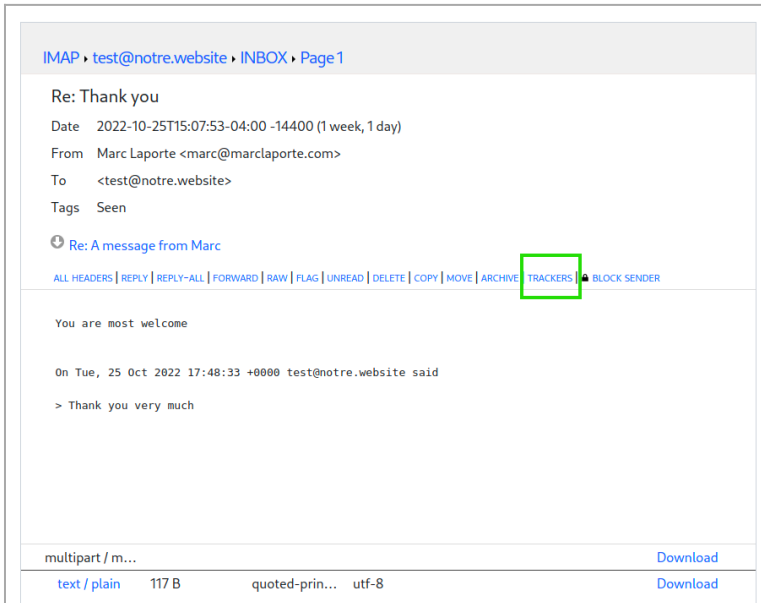 IMAP › test@notre.website › INBOX › Page 1
Re: Thank you
Date 2022-10-25T15:07:53-04:00 -14400 (1 week, 1 day)
From Marc Laporte <marc@marclaporte.com>
To <test@notre.website>
Tags Seen
Re: A message from Marc
ALL HEADERS | REPLY | REPLY-ALL | FORWARD | RAW | FLAG | UNREAD | DELETE | COPY | MOVE | ARCHIVE | TRACKERS | BLOCK SENDER
You are most welcome
On Tue, 25 Oct 2022 17:48:33 +0000 test@notre.website said
> Thank you very much
multipart / m... Download
text / plain 117 B quoted-prin... utf-8 Download